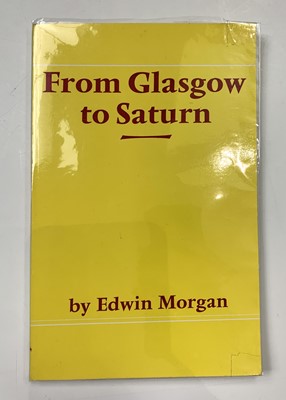 From Glasgow
to Saturn
by Edwin Morgan